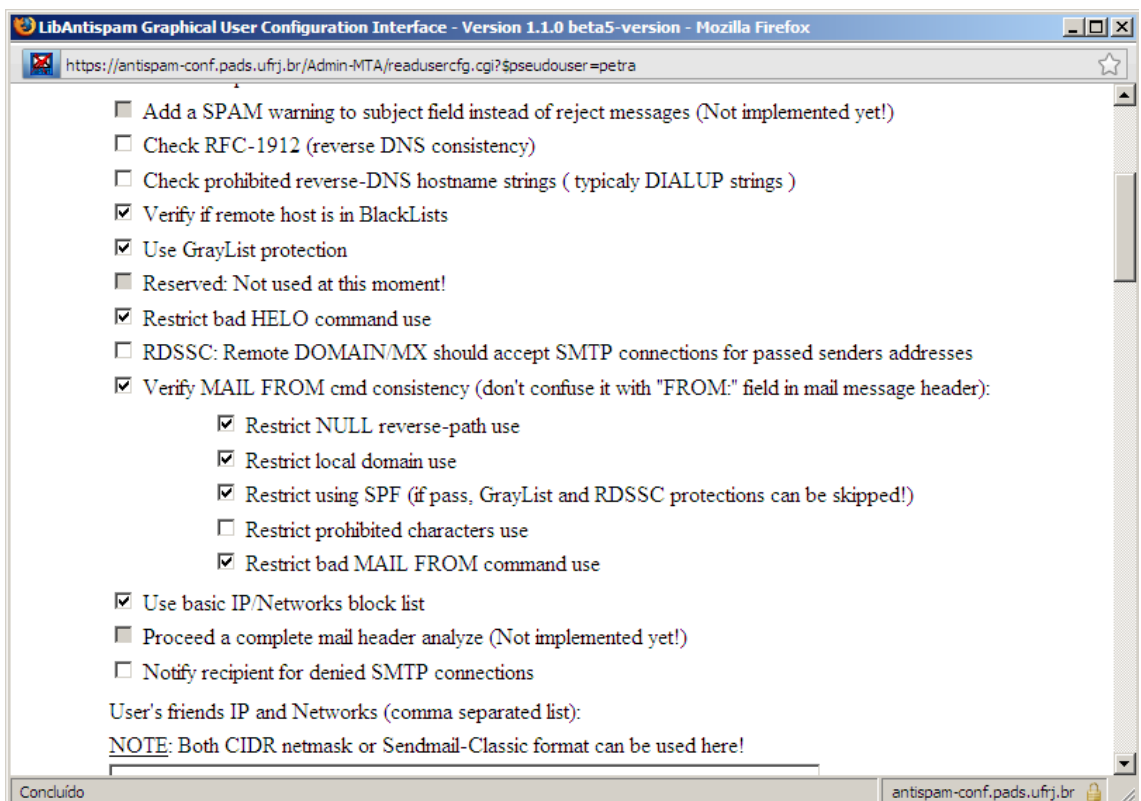 LibAntispam Graphical User Configuration Interface - Version 1.1.0 beta5-version - Mozilla Firefox
https://antispam-conf.pads.ufrj.br/Admin-MTA/readusercfg.cgi?$pseudouser=petra
Add a SPAM warning to subject field instead of reject messages (Not implemented yet!)
Check RFC-1912 (reverse DNS consistency)
Check prohibited reverse-DNS hostname strings ( typicaly DIALUP strings )
Verify if remote host is in BlackLists
Use GrayList protection
Reserved: Not used at this moment!
Restrict bad HELO command use
RDSSC: Remote DOMAIN/MX should accept SMTP connections for passed senders addresses
Verify MAIL FROM cmd consistency (don't confuse it with "FROM:" field in mail message header):
Restrict NULL reverse-path use
Restrict local domain use
Restrict using SPF (if pass, GrayList and RDSSC protections can be skipped!)
Restrict prohibited characters use
Restrict bad MAIL FROM command use
Use basic IP/Networks block list
Proceed a complete mail header analyze (Not implemented yet!)
Notify recipient for denied SMTP connections
User's friends IP and Networks (comma separated list):
NOTE: Both CIDR netmask or Sendmail-Classic format can be used here!
Concluído antispam-conf.pads.ufrj.br